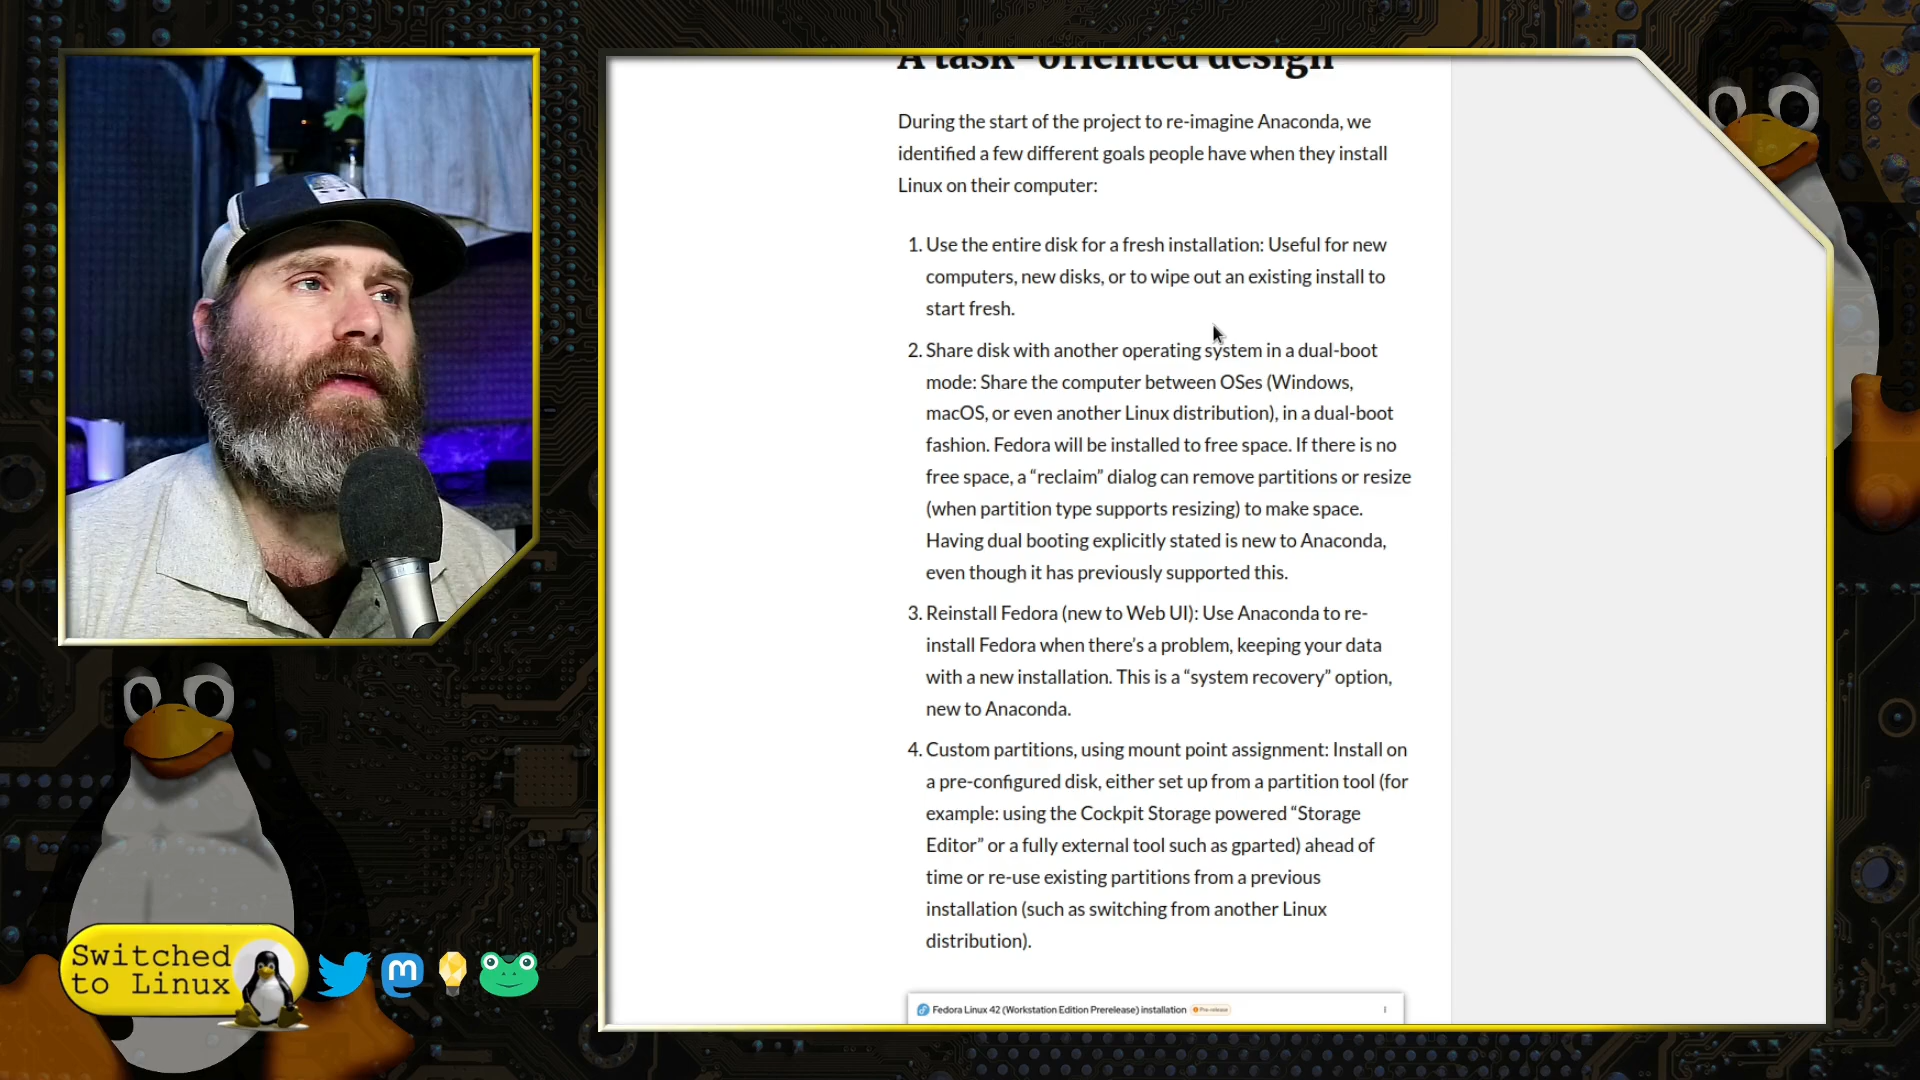 A task-oriented design
During the start of the project to re-imagine Anaconda, we
identified a few different goals people have when they install
Linux on their computer:
1. Use the entire disk for a fresh installation: Useful for new
computers, new disks, or to wipe out an existing install to
start fresh.
2. Share disk with another operating system in a dual-boot
mode: Share the computer between OSes (Windows,
macOS, or even another Linux distribution), in a dual-boot
fashion. Fedora will be installed to free space. If there is no
free space, a “reclaim” dialog can remove partitions or resize
(when partition type supports resizing) to make space.
Having dual booting explicitly stated is new to Anaconda,
even though it has previously supported this.
3. Reinstall Fedora (new to Web UI): Use Anaconda to re-
install Fedora when there’s a problem, keeping your data
with a new installation. This is a “system recovery” option,
new to Anaconda.
4. Custom partitions, using mount point assignment: Install on
a pre-configured disk, either set up from a partition tool (for
example: using the Cockpit Storage powered “Storage
Editor” or a fully external tool such as gparted) ahead of
time or re-use existing partitions from a previous
installation (such as switching from another Linux
distribution).
Fedora Linux 42 (Workstation Edition Prerelease) installation Pre-release
Switched
to Linux